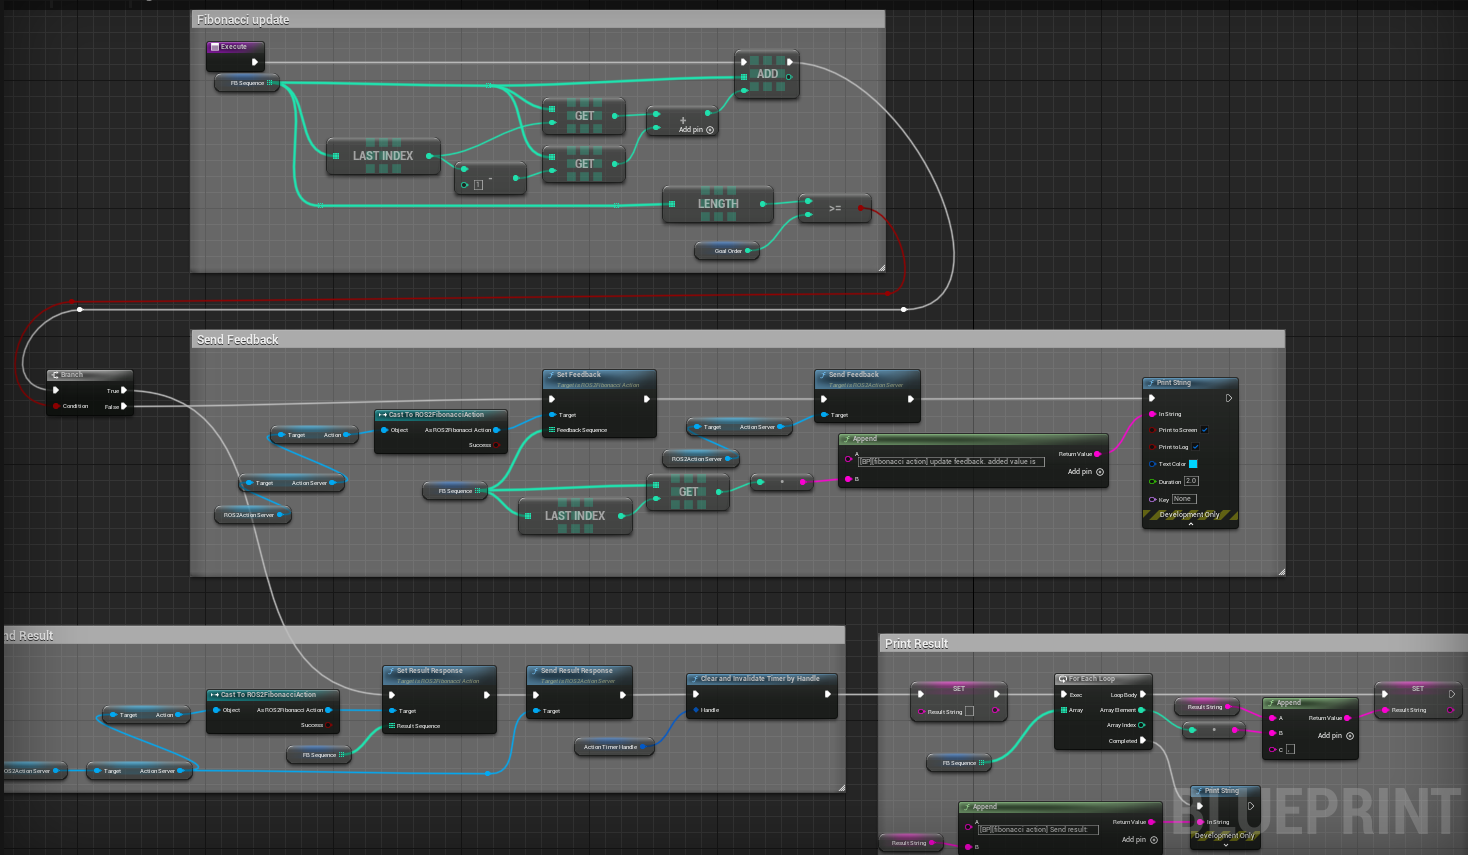 Fibonacci update
Execute
FB Sequence
ADD
GET
+
Add pin
LAST INDEX
GET
-
1
LENGTH
>=
Goal Order
Send Feedback
Branch
True
Condition
False
Set Feedback
Target is ROS2Fibonacci Action
Target
Feedback Sequence
Cast To ROS2FibonacciAction
Object
As ROS2Fibonacci Action
Success
Target
Action
Target
Action Server
ROS2ActionServer
FB Sequence
LAST INDEX
GET
Send Feedback
Target is ROS2ActionServer
Target
Target
Action Server
ROS2ActionServer
Append
A
[BP][fibonacci action] update feedback. added value is
Return Value
Add pin
B
Print String
In String
Print to Screen
Print to Log
Text Color
Duration
2.0
Key
None
Development Only
nd Result
Cast To ROS2FibonacciAction
Object
As ROS2Fibonacci Action
Success
Target
Action
OS2ActionServer
Target
Action Server
FB Sequence
Set Result Response
Target is ROS2Fibonacci Action
Target
Result Sequence
Send Result Response
Target is ROS2ActionServer
Target
Clear and Invalidate Timer by Handle
Handle
Action Timer Handle
Print Result
SET
Result String
FB Sequence
For Each Loop
Exec
Loop Body
Array
Array Element
Array Index
Completed
Result String
Append
A
Return Value
B
Add pin
C
SET
Result String
Append
A
[BP][fibonacci action] Send result:
Return Value
Add pin
B
Result String
Print String
In String
Development Only
BLUEPRINT